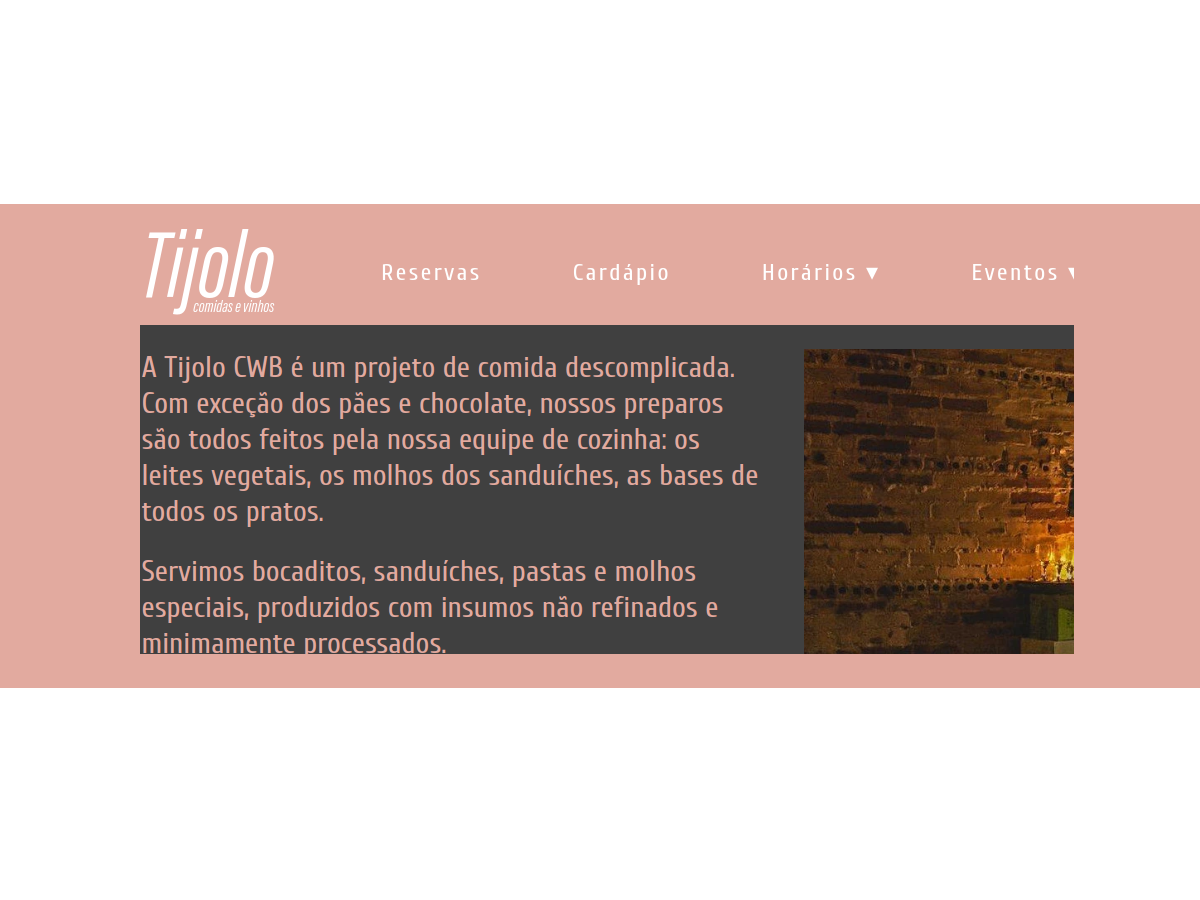 Tijolo
comidas e vinhos
Reservas Cardápio Horários ▼ Eventos ▼
A Tijolo CWB é um projeto de comida descomplicada.
Com exceção dos pães e chocolate, nossos preparos
são todos feitos pela nossa equipe de cozinha: os
leites vegetais, os molhos dos sanduíches, as bases de
todos os pratos.
Servimos bocaditos, sanduíches, pastas e molhos
especiais, produzidos com insumos não refinados e
minimamente processados.